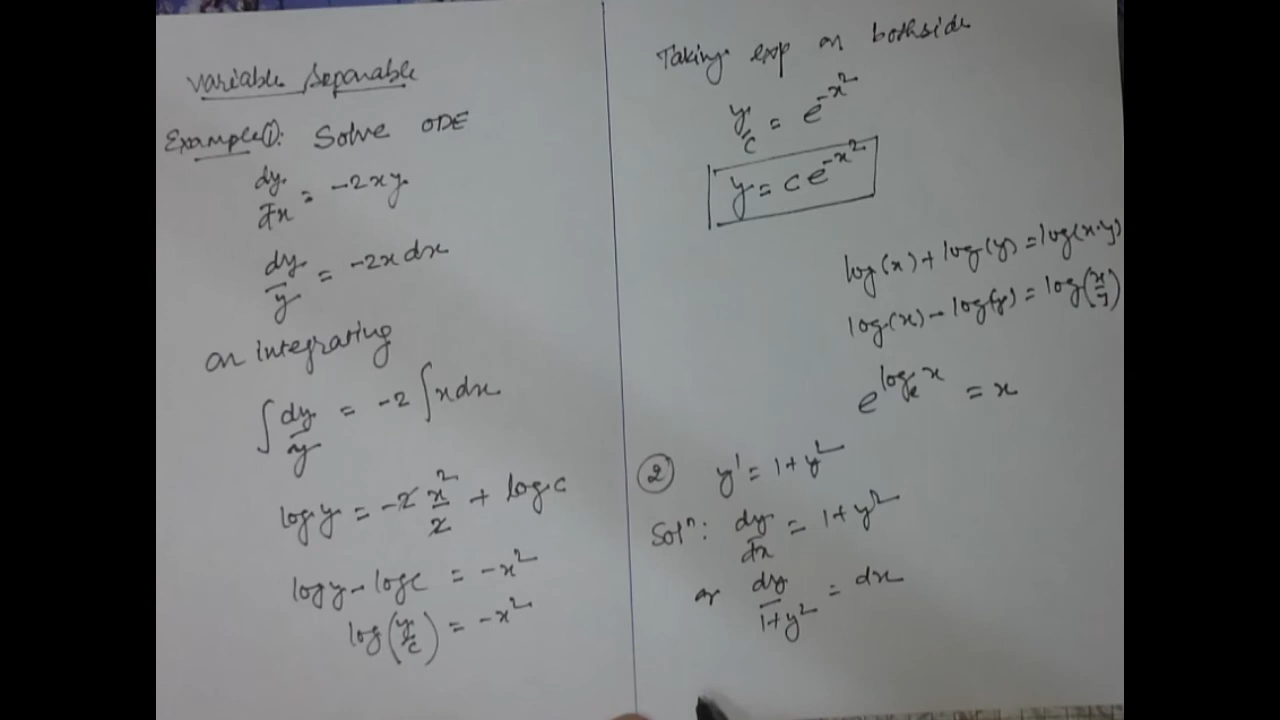 Variable Separable
Example ①: Solve ODE
dy/dx = -2xy
dy/y = -2x dx
on integrating
∫ dy/y = -2 ∫ x dx
log y = -2 x²/2 + log c
log y - log c = -x²
log (y/c) = -x²
Taking exp on bothside
y/c = e^-x²
y = c e^-x²
log(x) + log(y) = log(x.y)
log(x) - log(y) = log(x/y)
e^logₑ x = x
② y' = 1 + y²
Solⁿ: dy/dx = 1 + y²
or dy/1+y² = dx